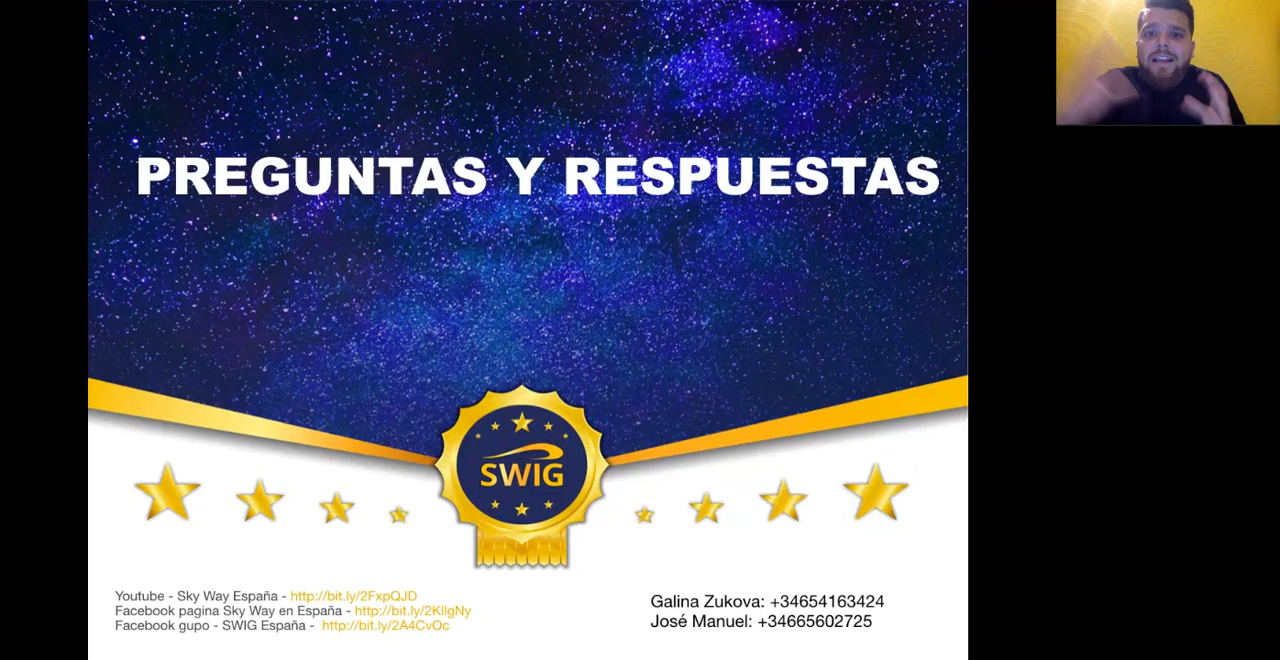 PREGUNTAS Y RESPUESTAS
SWIG
Youtube - Sky Way España - http://bit.ly/2FxpQJD
Facebook pagina Sky Way en España - http://bit.ly/2KllgNy
Facebook gupo - SWIG España - http://bit.ly/2A4CvOc
Galina Zukova: +34654163424
José Manuel: +34665602725